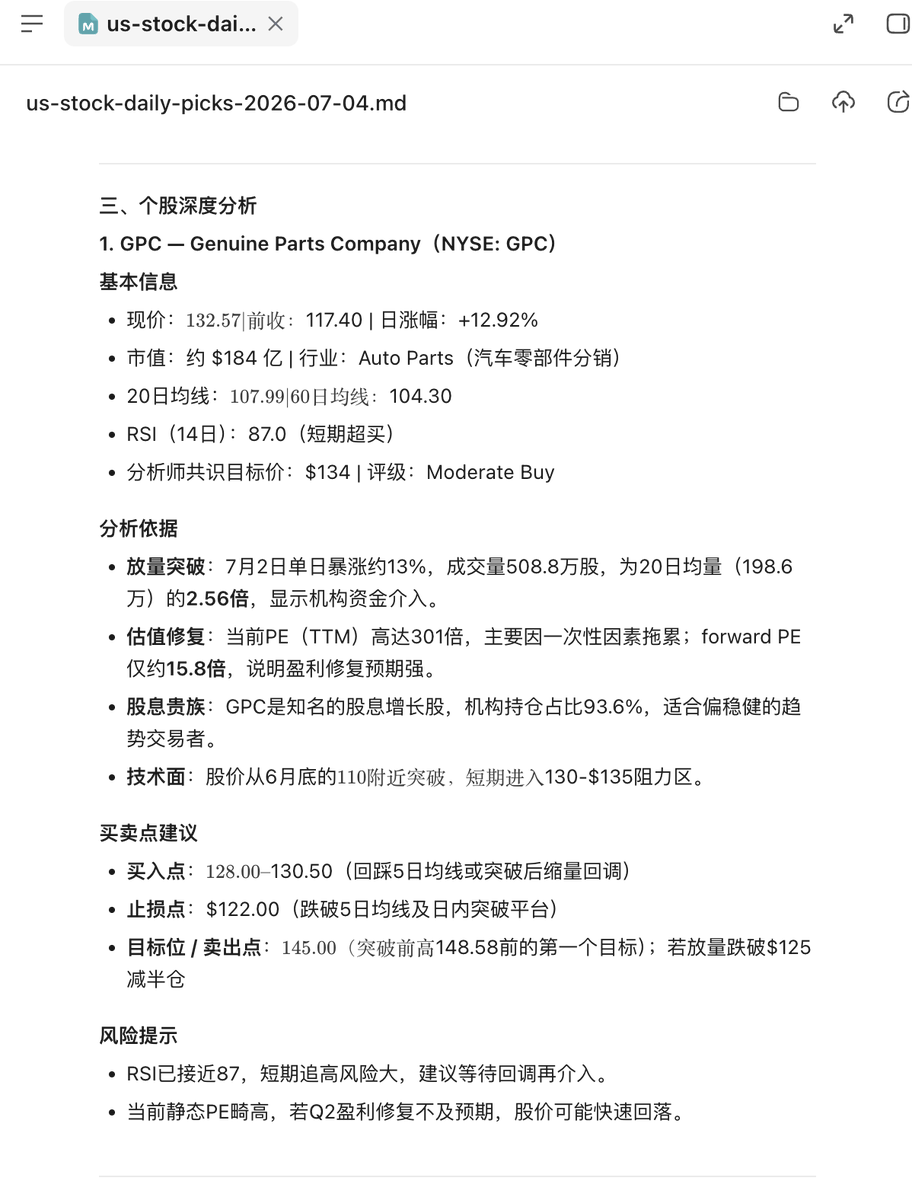 us-stock-dai...
us-stock-daily-picks-2026-07-04.md
三、个股深度分析
1. GPC — Genuine Parts Company（NYSE: GPC）
基本信息
• 现价：132.57|前收：117.40 | 日涨幅：+12.92%
• 市值：约 $184 亿 | 行业：Auto Parts（汽车零部件分销）
• 20日均线：107.99|60日均线：104.30
• RSI（14日）：87.0（短期超买）
• 分析师共识目标价：$134 | 评级：Moderate Buy
分析依据
• 放量突破：7月2日单日暴涨约13%，成交量508.8万股，为20日均量（198.6
万）的2.56倍，显示机构资金介入。
• 估值修复：当前PE（TTM）高达301倍，主要因一次性因素拖累；forward PE
仅约15.8倍，说明盈利修复预期强。
• 股息贵族：GPC是知名的股息增长股，机构持仓占比93.6%，适合偏稳健的趋
势交易者。
• 技术面：股价从6月底的110附近突破，短期进入130-$135阻力区。
买卖点建议
• 买入点：128.00–130.50（回踩5日均线或突破后缩量回调）
• 止损点：$122.00（跌破5日均线及日内突破平台）
• 目标位 / 卖出点：145.00（突破前高148.58前的第一个目标）；若放量跌破$125
减半仓
风险提示
• RSI已接近87，短期追高风险大，建议等待回调再介入。
• 当前静态PE畸高，若Q2盈利修复不及预期，股价可能快速回落。